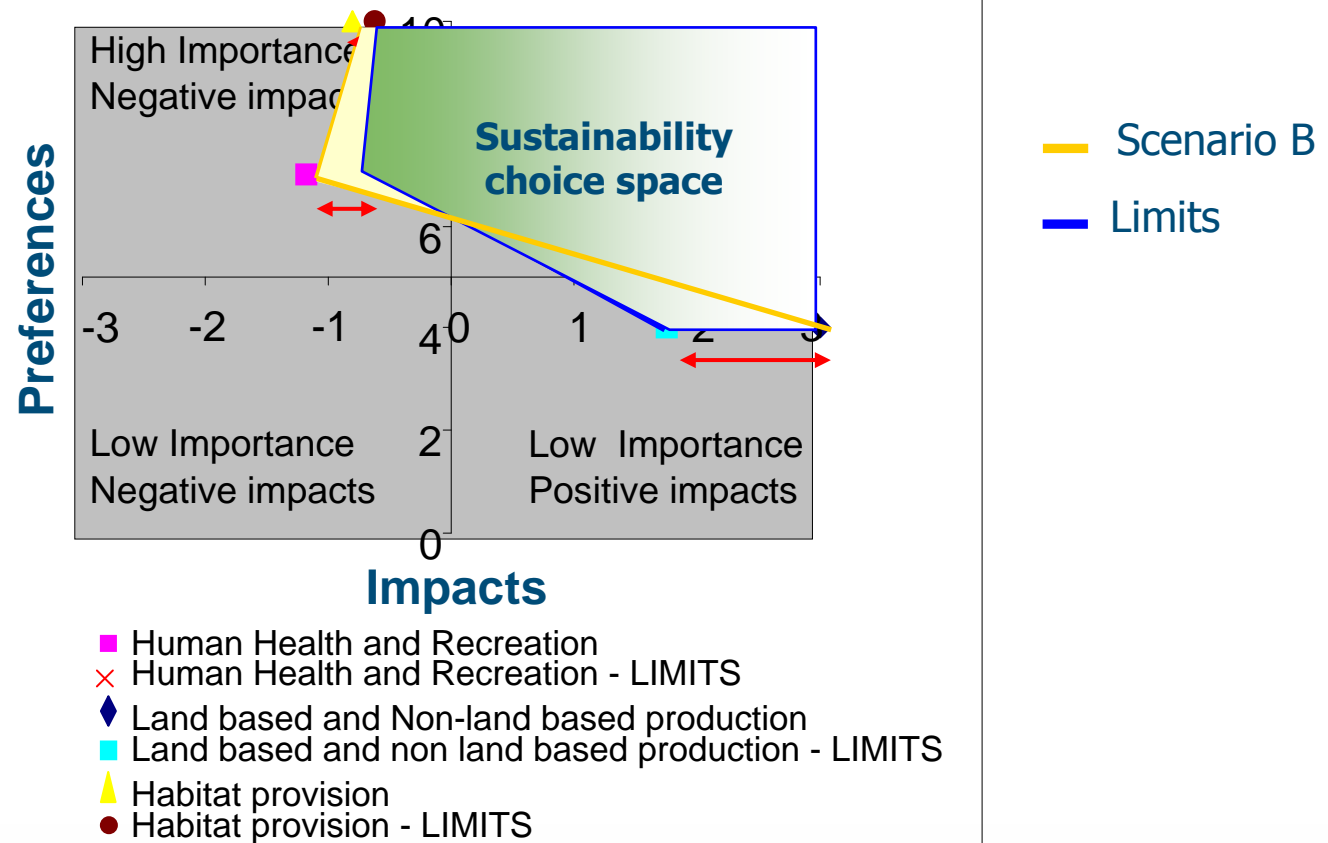 10
High Importance
Negative impac
Sustainability
choice space
Scenario B
Limits
Preferences
6
-3 -2 -1 0 1 2 3
4
Low Importance
Negative impacts
2
Low Importance
Positive impacts
0
Impacts
Human Health and Recreation
Human Health and Recreation - LIMITS
Land based and Non-land based production
Land based and non land based production - LIMITS
Habitat provision
Habitat provision - LIMITS